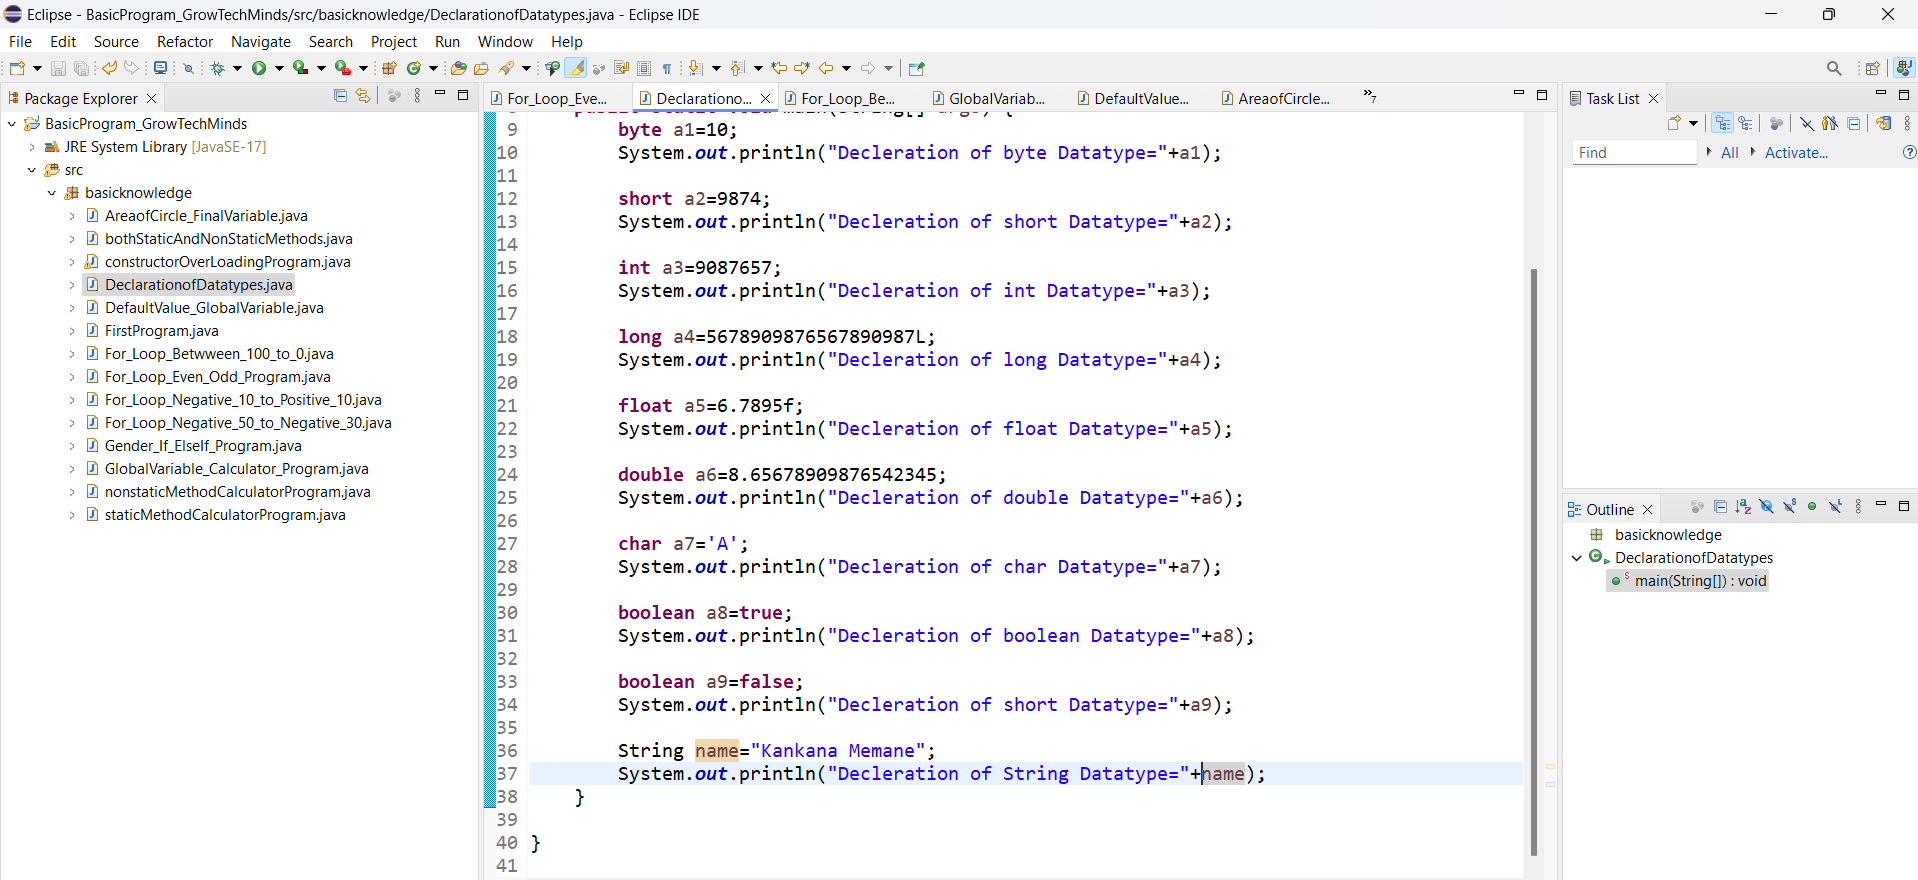 Eclipse - BasicProgram_GrowTechMinds/src/basicknowledge/DeclarationofDatatypes.java - Eclipse IDE
File Edit Source Refactor Navigate Search Project Run Window Help
Package Explorer
BasicProgram_GrowTechMinds
JRE System Library [JavaSE-17]
src
basicknowledge
AreaofCircle_FinalVariable.java
bothStaticAndNonStaticMethods.java
constructorOverLoadingProgram.java
DeclarationofDatatypes.java
DefaultValue_GlobalVariable.java
FirstProgram.java
For_Loop_Betwween_100_to_0.java
For_Loop_Even_Odd_Program.java
For_Loop_Negative_10_to_Positive_10.java
For_Loop_Negative_50_to_Negative_30.java
Gender_If_ElseIf_Program.java
GlobalVariable_Calculator_Program.java
nonstaticMethodCalculatorProgram.java
staticMethodCalculatorProgram.java
For_Loop_Eve... Declarationo... For_Loop_Be... GlobalVariab... DefaultValue... AreaofCircle... »7
9 byte a1=10;
10 System.out.println("Decleration of byte Datatype="+a1);
11
12 short a2=9874;
13 System.out.println("Decleration of short Datatype="+a2);
14
15 int a3=9087657;
16 System.out.println("Decleration of int Datatype="+a3);
17
18 long a4=5678909876567890987L;
19 System.out.println("Decleration of long Datatype="+a4);
20
21 float a5=6.7895f;
22 System.out.println("Decleration of float Datatype="+a5);
23
24 double a6=8.65678909876542345;
25 System.out.println("Decleration of double Datatype="+a6);
26
27 char a7='A';
28 System.out.println("Decleration of char Datatype="+a7);
29
30 boolean a8=true;
31 System.out.println("Decleration of boolean Datatype="+a8);
32
33 boolean a9=false;
34 System.out.println("Decleration of short Datatype="+a9);
35
36 String name="Kankana Memane";
37 System.out.println("Decleration of String Datatype="+name);
38 }
39
40 }
41
Task List
Find All Activate...
Outline
basicknowledge
DeclarationofDatatypes
main(String[]) : void